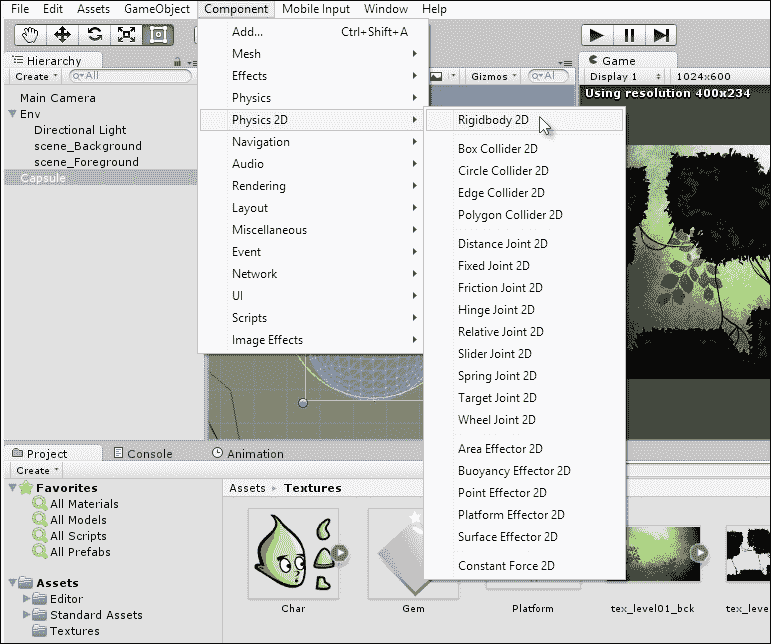 File Edit Assets GameObject Component Mobile Input Window Help
Hierarchy
Create All
Main Camera
Env
Directional Light
scene_Background
scene_Foreground
Capsule
Add... Ctrl+Shift+A
Mesh
Effects
Physics
Physics 2D
Navigation
Audio
Rendering
Layout
Miscellaneous
Event
Network
UI
Scripts
Image Effects
Gizmos Al
Game
Display 1 1024x600
Using resolution 400x234
Rigidbody 2D
Box Collider 2D
Circle Collider 2D
Edge Collider 2D
Polygon Collider 2D
Distance Joint 2D
Fixed Joint 2D
Friction Joint 2D
Hinge Joint 2D
Relative Joint 2D
Slider Joint 2D
Spring Joint 2D
Target Joint 2D
Wheel Joint 2D
Area Effector 2D
Buoyancy Effector 2D
Point Effector 2D
Platform Effector 2D
Surface Effector 2D
Constant Force 2D
Project Console Animation
Create
Favorites
All Materials
All Models
All Scripts
All Prefabs
Assets
Editor
Standard Assets
Textures
Assets Textures
Char Gem Platform tex_level01_bck tex_leve